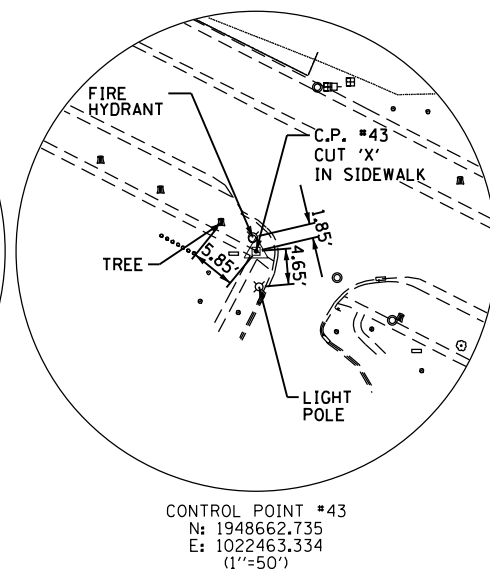 FIRE
HYDRANT
C.P. #43
CUT 'X'
IN SIDEWALK
1.85'
4.65'
5.85'
TREE
LIGHT
POLE
CONTROL POINT #43
N: 1948662.735
E: 1022463.334
(1''=50')